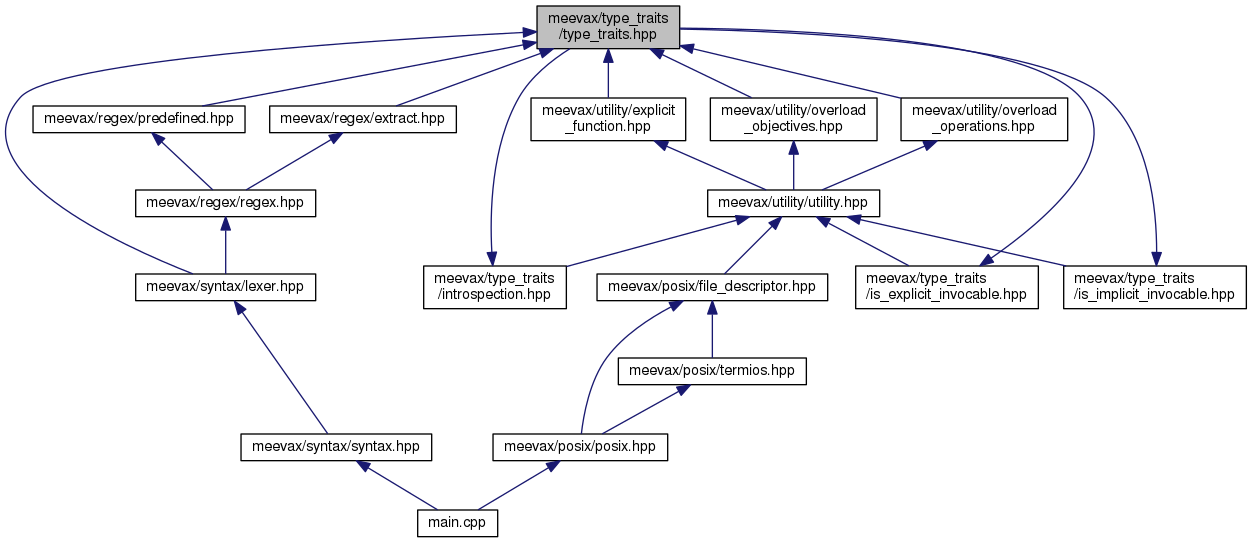 meevax/type_traits
/type_traits.hpp
meevax/regex/predefined.hpp
meevax/regex/extract.hpp
meevax/utility/explicit
_function.hpp
meevax/utility/overload
_objectives.hpp
meevax/utility/overload
_operations.hpp
meevax/regex/regex.hpp
meevax/utility/utility.hpp
meevax/syntax/lexer.hpp
meevax/type_traits
/introspection.hpp
meevax/posix/file_descriptor.hpp
meevax/type_traits
/is_explicit_invocable.hpp
meevax/type_traits
/is_implicit_invocable.hpp
meevax/posix/termios.hpp
meevax/syntax/syntax.hpp
meevax/posix/posix.hpp
main.cpp